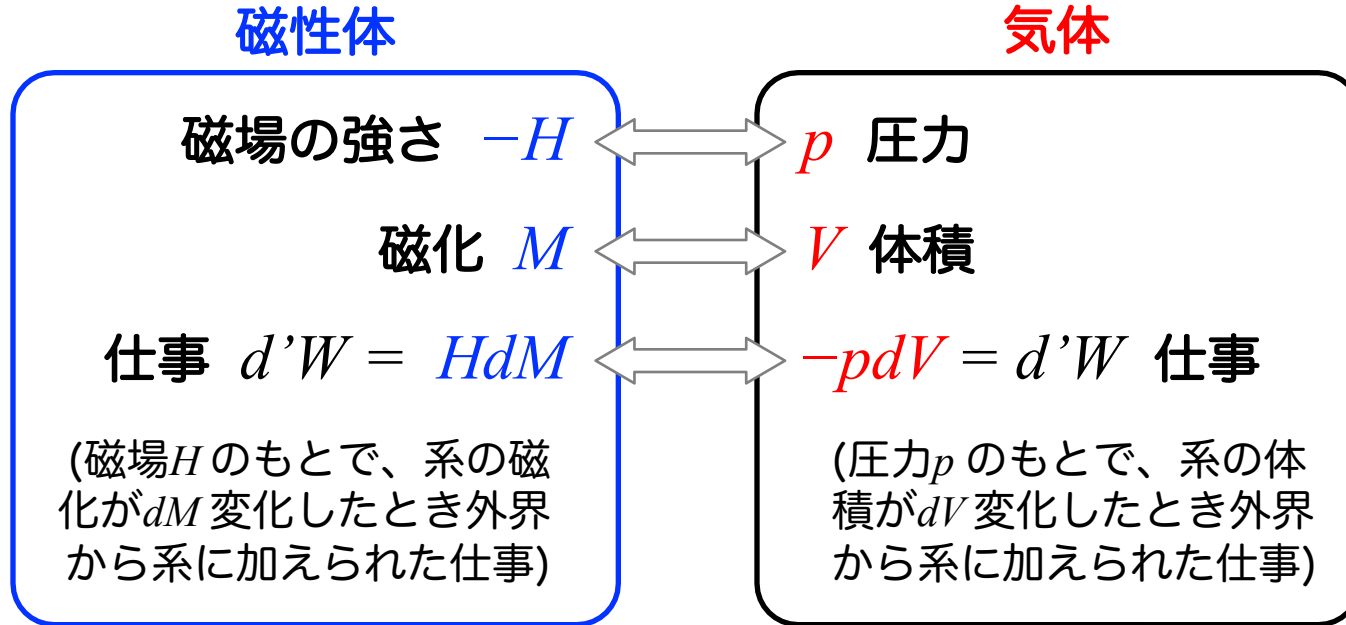 磁性体
気体
磁場の強さ −H
p 圧力
磁化 M
V 体積
仕事 d’W = HdM
−pdV = d’W 仕事
(磁場H のもとで、系の磁
化がdM 変化したとき外界
から系に加えられた仕事)
(圧力p のもとで、系の体
積がdV 変化したとき外界
から系に加えられた仕事)